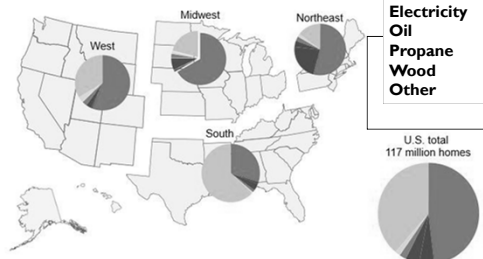 Midwest
Northeast
West
South
Electricity
Oil
Propane
Wood
Other
U.S. total
117 million homes